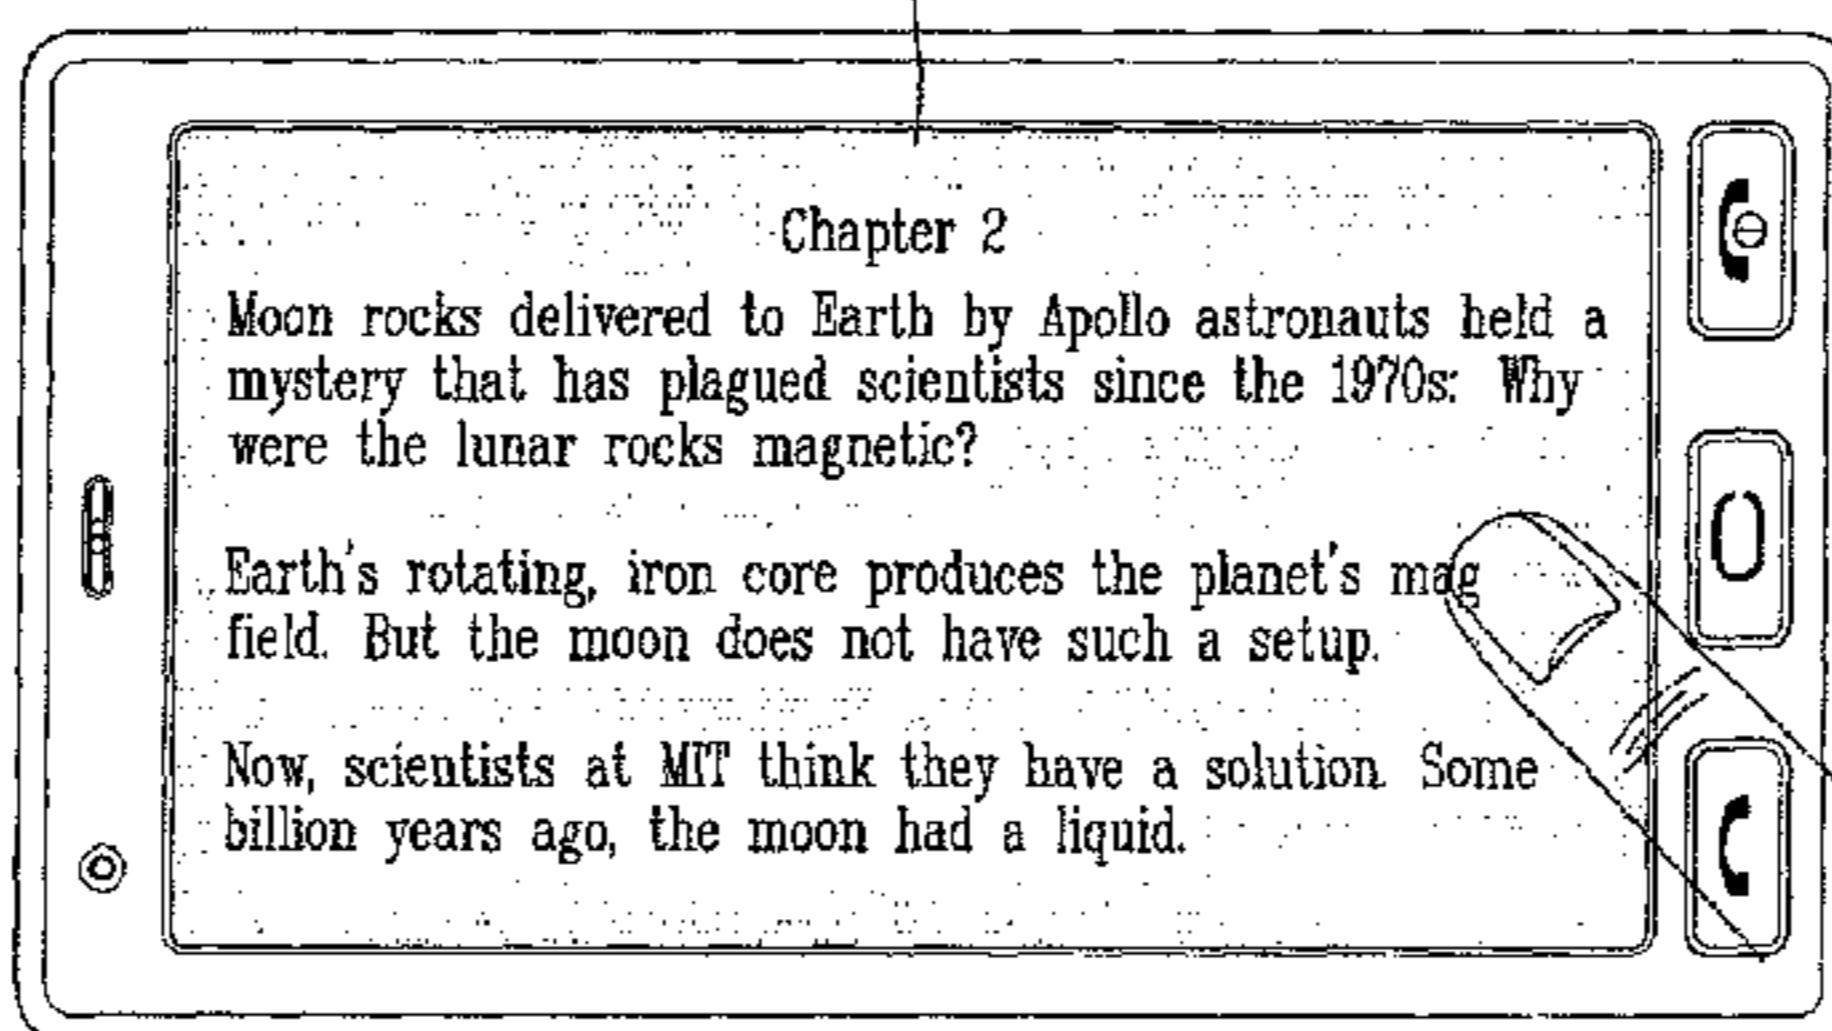 Chapter 2
Moon rocks delivered to Earth by Apollo astronauts held a
mystery that has plagued scientists since the 1970s: Why
were the lunar rocks magnetic?
Earth's rotating, iron core produces the planet's mag
field. But the moon does not have such a setup.
Now, scientists at MIT think they have a solution. Some
billion years ago, the moon had a liquid.